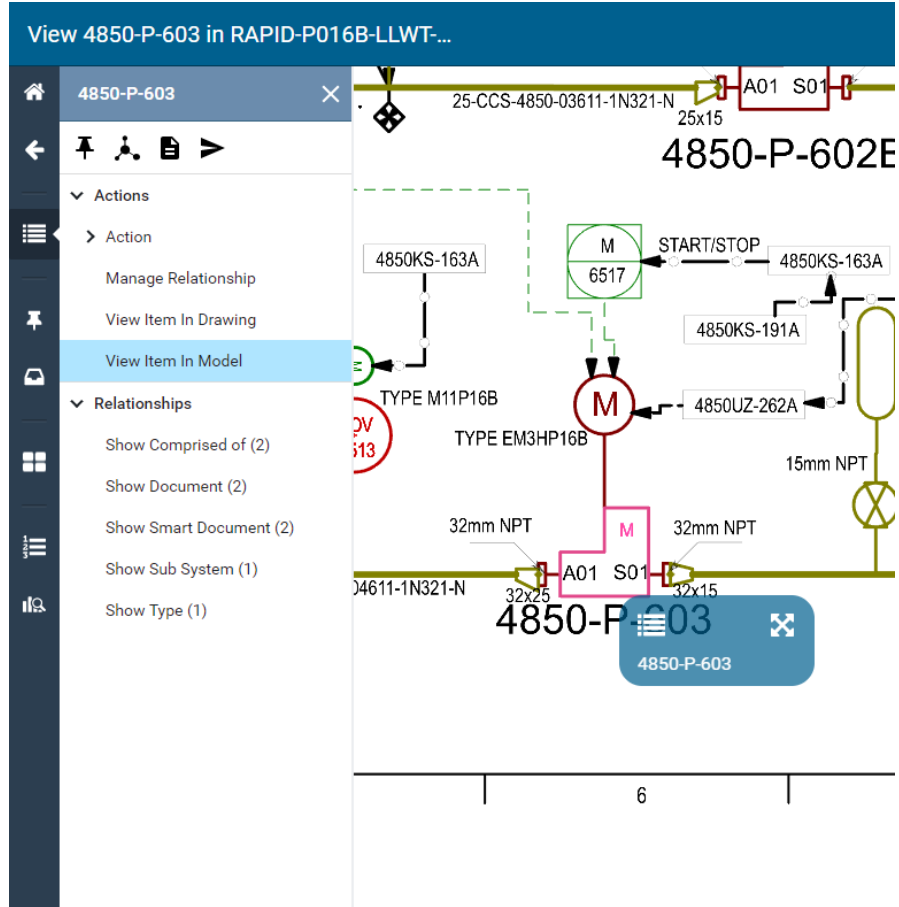 View 4850-P-603 in RAPID-P016B-LLWT-...
4850-P-603
Actions
Action
Manage Relationship
View Item In Drawing
View Item In Model
Relationships
Show Comprised of (2)
Show Document (2)
Show Smart Document (2)
Show Sub System (1)
Show Type (1)
25-CCS-4850-03611-1N321-N
25x15
A01 S01
4850-P-602B
4850KS-163A
M
6517
START/STOP
4850KS-163A
4850KS-191A
TYPE M11P16B
M
4850UZ-262A
TYPE EM3HP16B
15mm NPT
32mm NPT
M
32mm NPT
A01 S01
04611-1N321-N
32x25
32x15
4850-P-603
4850-P-603
6